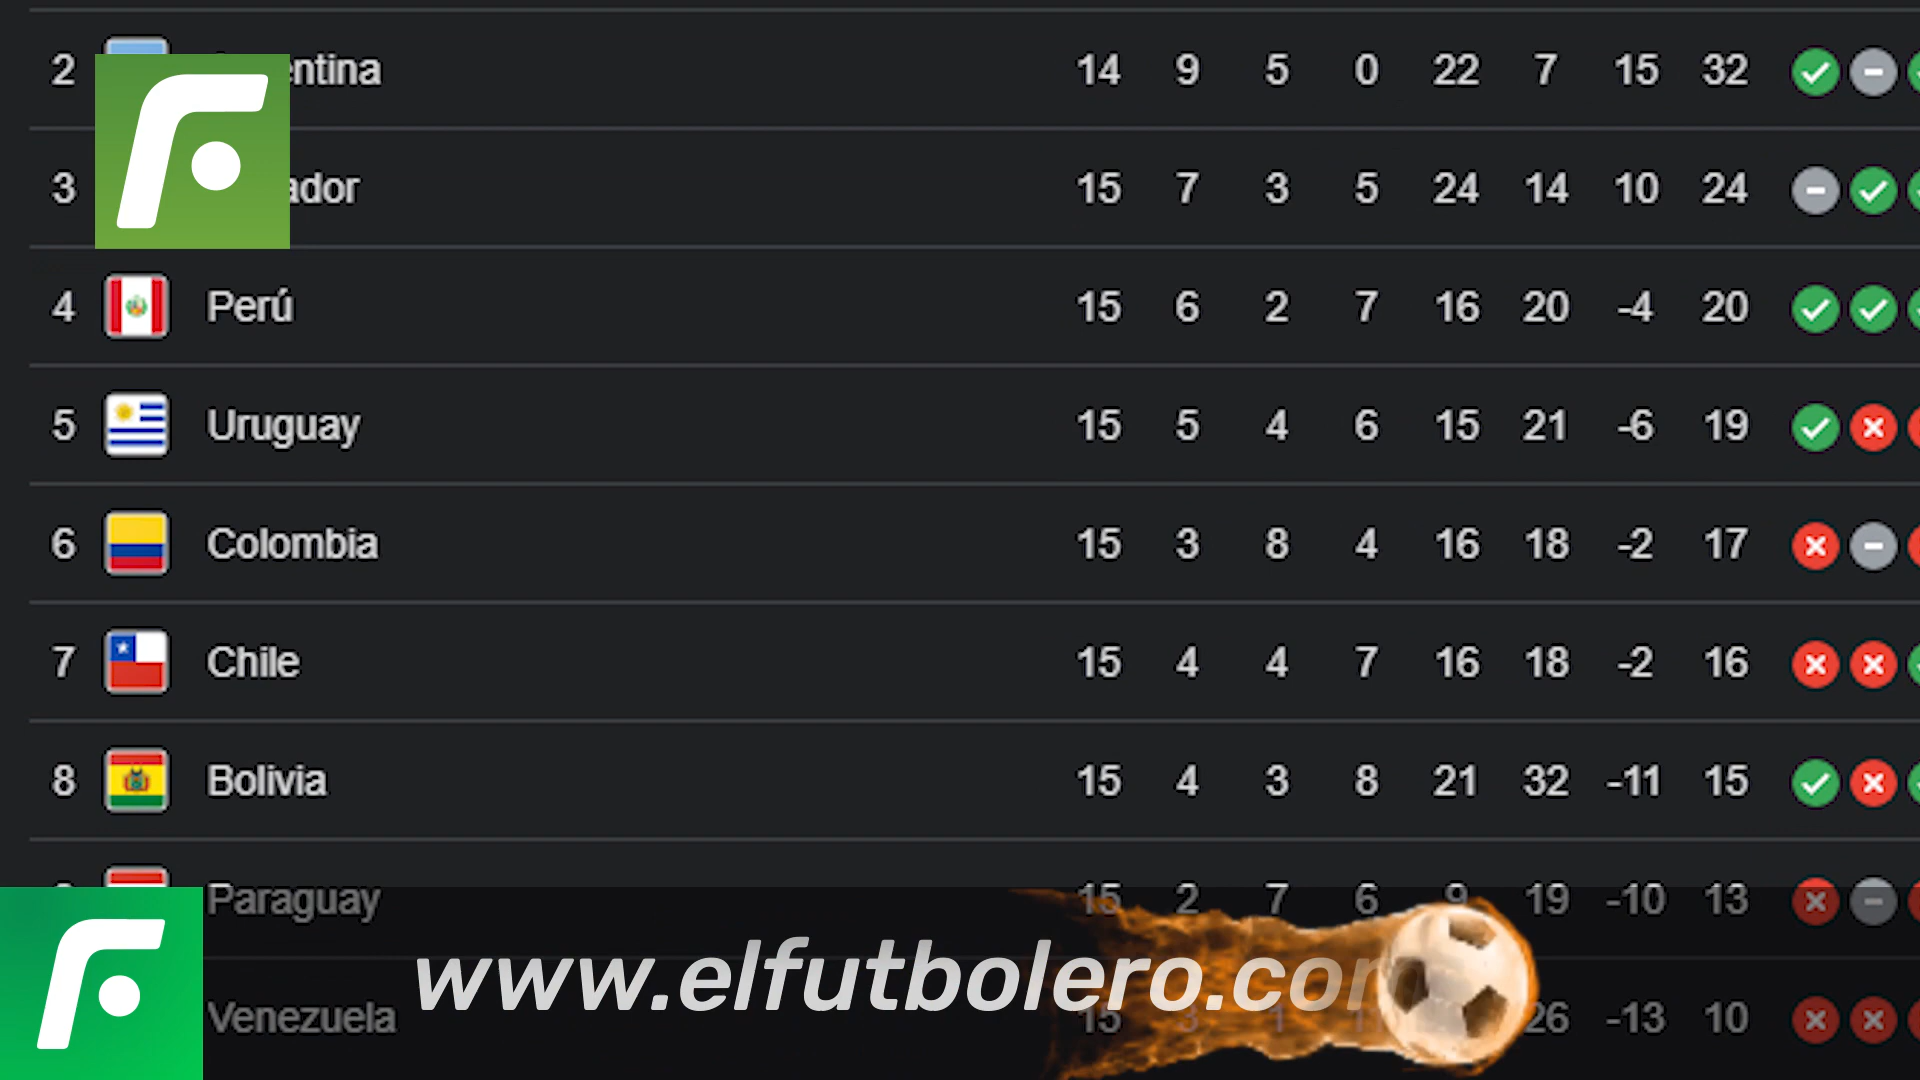 2 entina 14 9 5 0 22 7 15 32
3 ador 15 7 3 5 24 14 10 24
4 Perú 15 6 2 7 16 20 -4 20
5 Uruguay 15 5 4 6 15 21 -6 19
6 Colombia 15 3 8 4 16 18 -2 17
7 Chile 15 4 4 7 16 18 -2 16
8 Bolivia 15 4 3 8 21 32 -11 15
Paraguay 15 2 7 6 9 19 -10 13
www.elfutbolero.co
Venezuela 15 3 1 26 -13 10